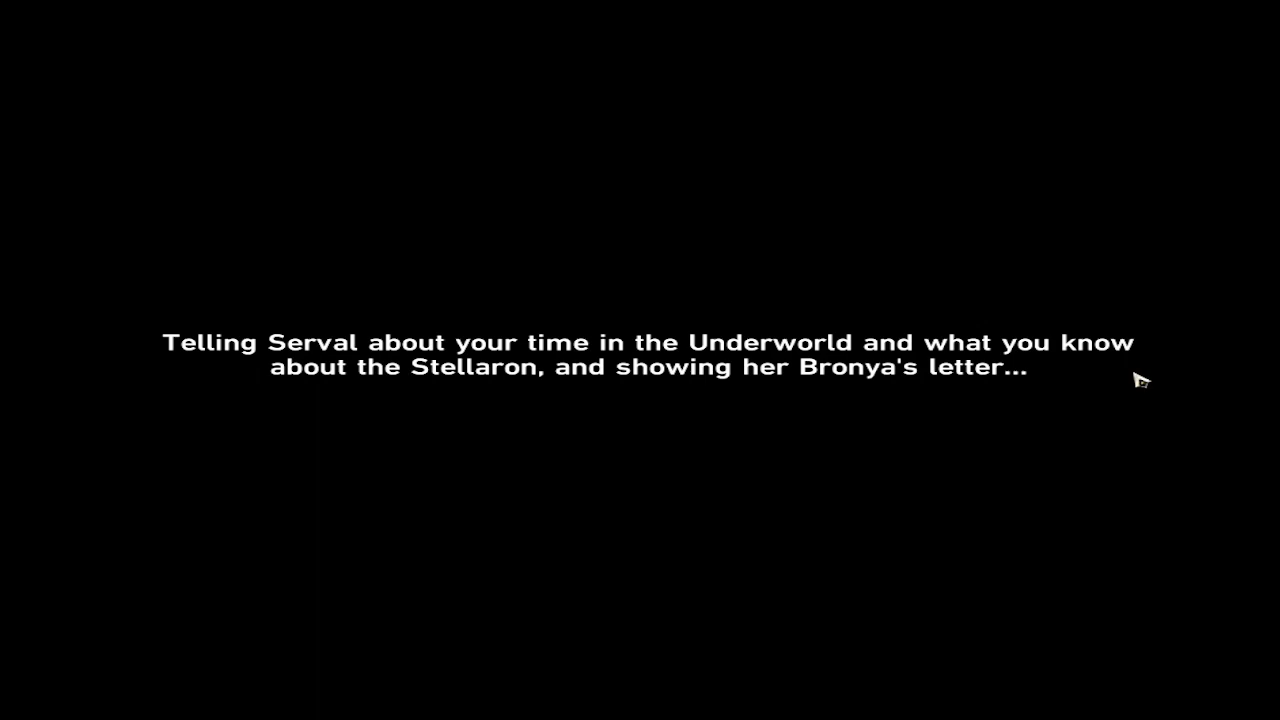 Telling Serval about your time in the Underworld and what you know
about the Stellaron, and showing her Bronya's letter...